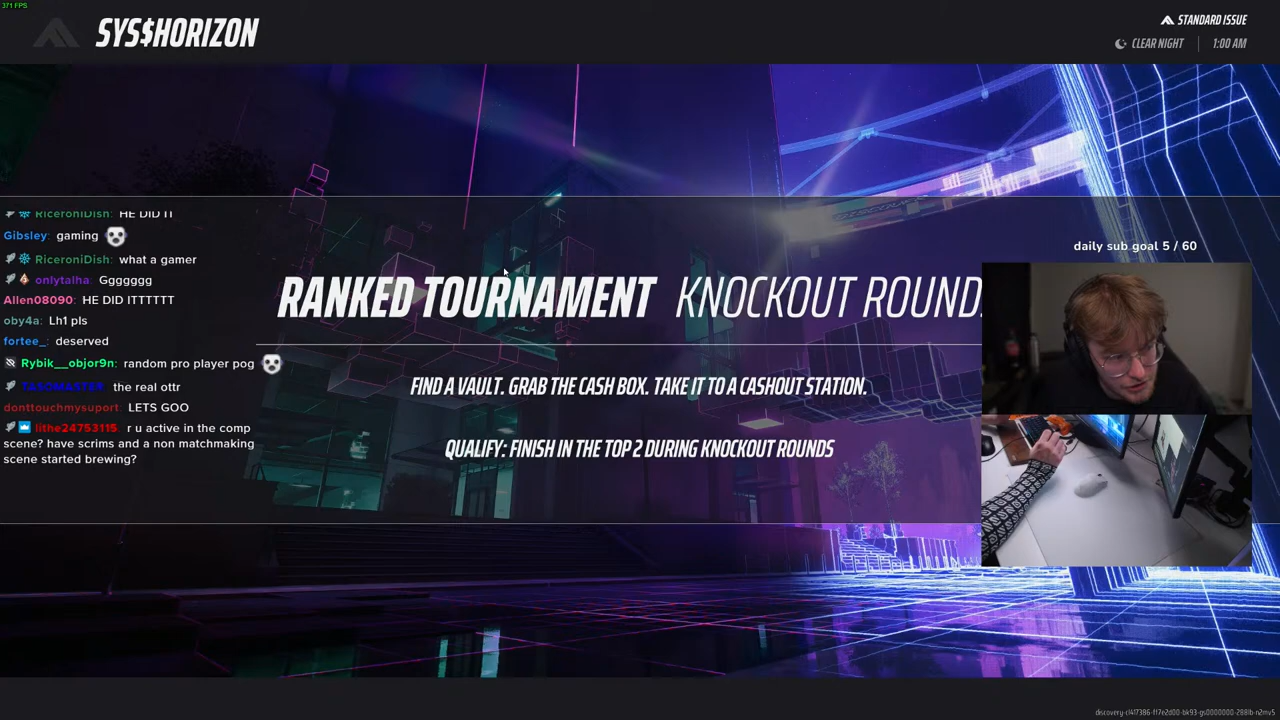 371 FPS
SYS$HORIZON
STANDARD ISSUE
CLEAR NIGHT
1:00 AM
RiceroniDish: HE DID IT
Gibsley: gaming
RiceroniDish: what a gamer
onlytalha: Ggggggg
Allen08090: HE DID ITTTTTT
oby4a: Lh1 pls
fortee_: deserved
Rybik__objor9n: random pro player pog
the real ottr
donttouchmysuport: LETS GOO
lithe24753115: r u active in the comp
scene? have scrims and a non matchmaking
scene started brewing?
RANKED TOURNAMENT KNOCKOUT ROUND
FIND A VAULT. GRAB THE CASH BOX. TAKE IT TO A CASHOUT STATION.
QUALIFY: FINISH IN THE TOP 2 DURING KNOCKOUT ROUNDS
daily sub goal 5 / 60